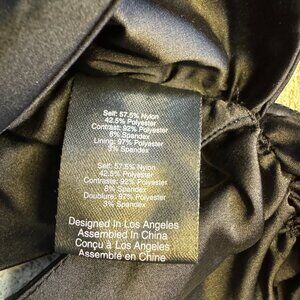 Self: 57.5% Nylon
42.5% Polyester
Contrast: 92% Polyester
8% Spandex
Lining: 97% Polyester
3% Spandex
Self: 57.5% Nylon
42.5% Polyester
Contraste: 92% Polyester
8% Spandex
Doublure: 97% Polyester
3% Spandex
Designed In Los Angeles
Assembled In China
Conçu à Los Angeles
Assemblé en Chine